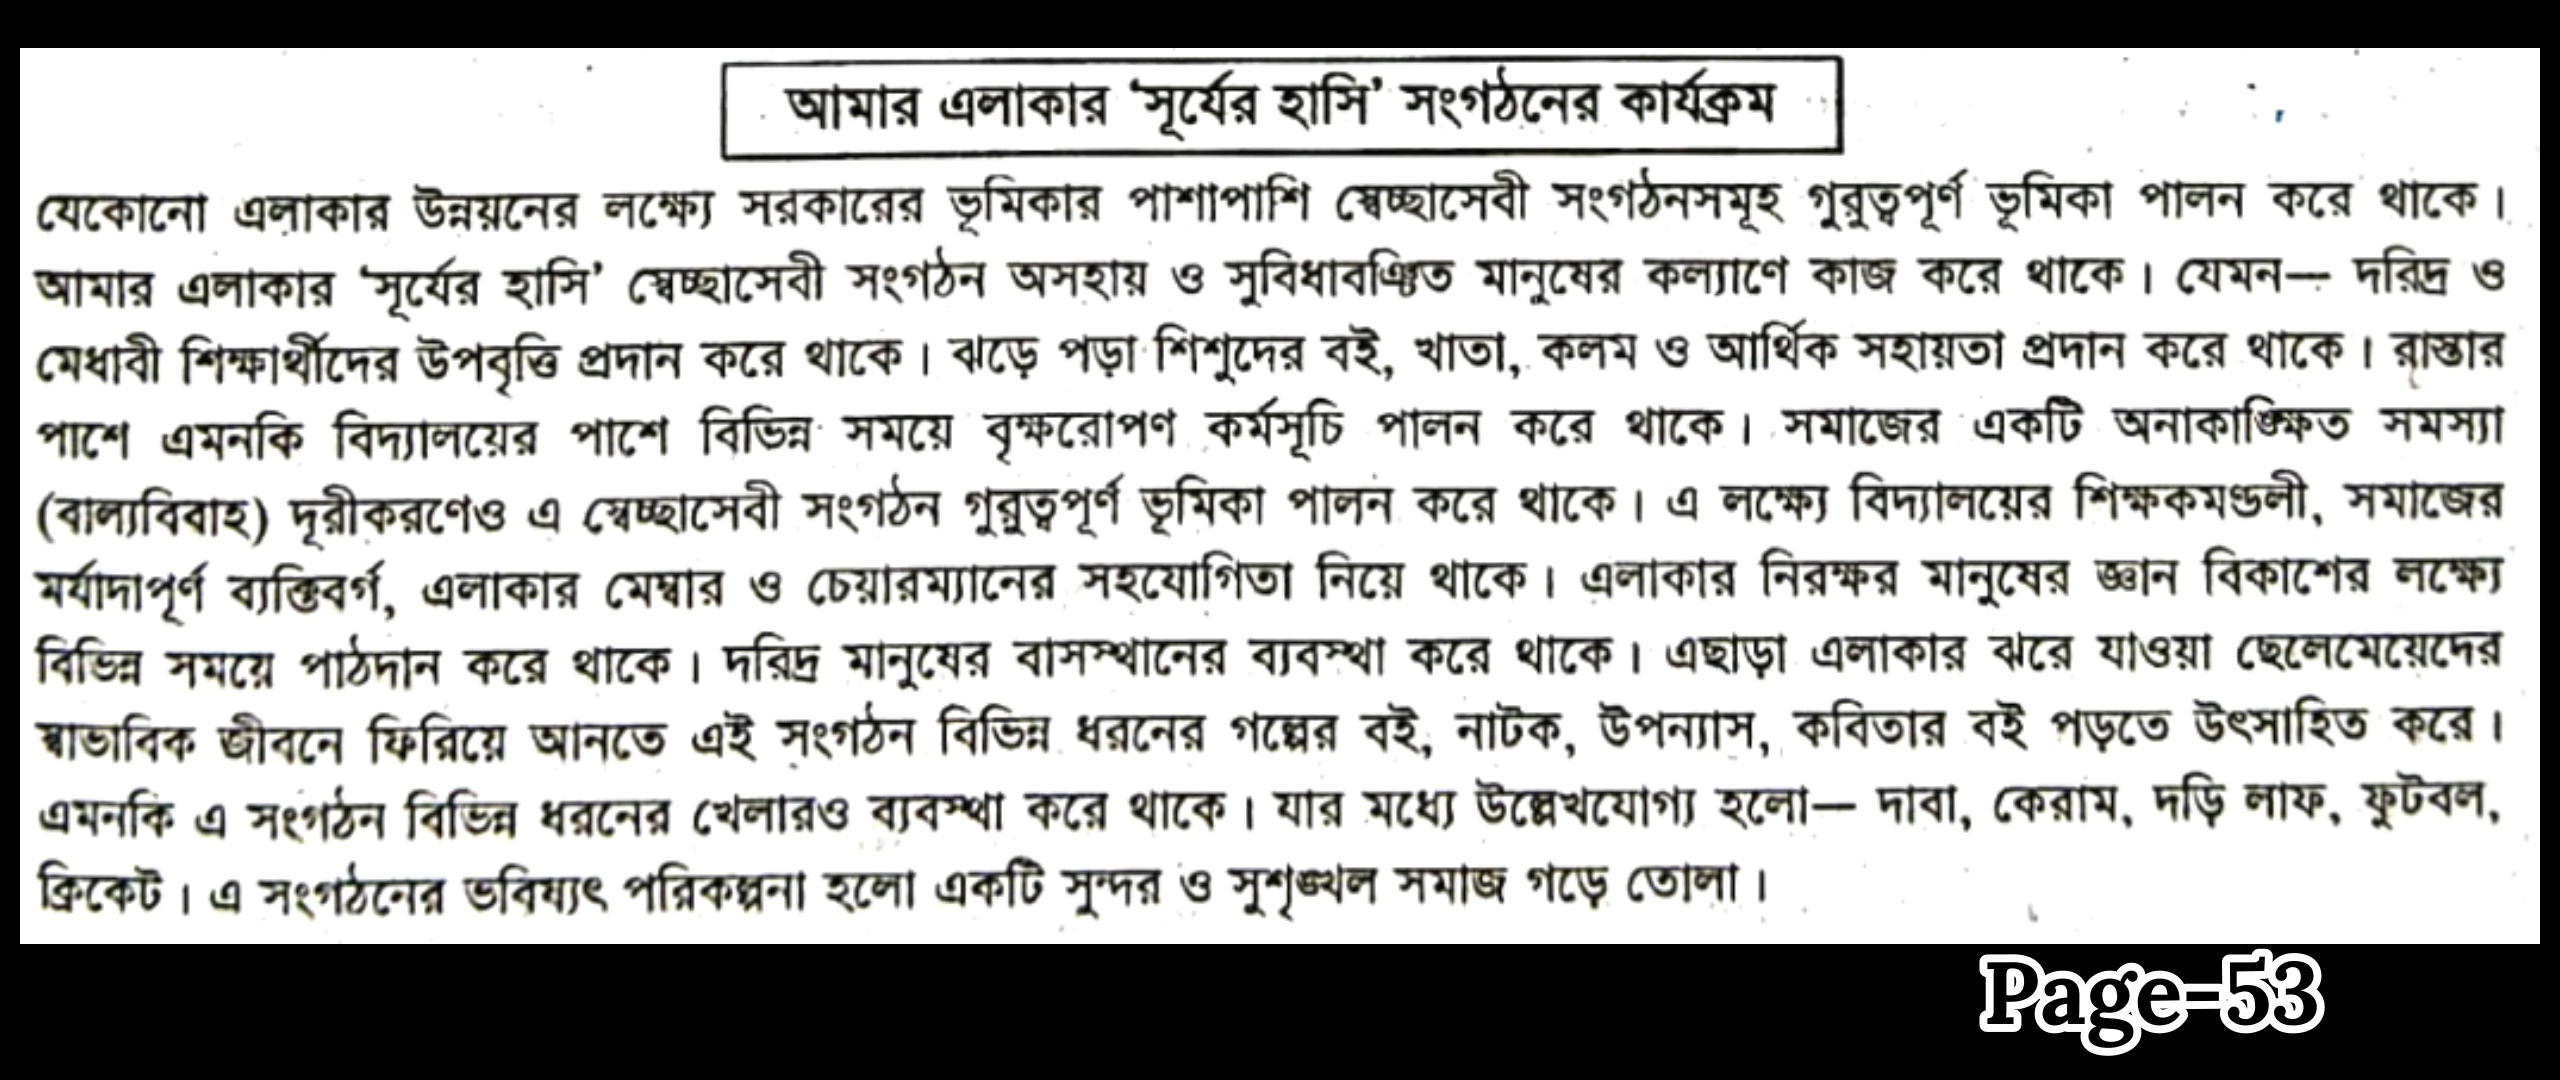 আমার এলাকার ‘সূর্যের হাসি’ সংগঠনের কার্যক্রম
যেকোনো এলাকার উন্নয়নের লক্ষ্যে সরকারের ভূমিকার পাশাপাশি স্বেচ্ছাসেবী সংগঠনসমূহ গুরুত্বপূর্ণ ভূমিকা পালন করে থাকে।
আমার এলাকার ‘সূর্যের হাসি’ স্বেচ্ছাসেবী সংগঠন অসহায় ও সুবিধাবঞ্চিত মানুষের কল্যাণে কাজ করে থাকে। যেমন— দরিদ্র ও
মেধাবী শিক্ষার্থীদের উপবৃত্তি প্রদান করে থাকে। ঝড়ে পড়া শিশুদের বই, খাতা, কলম ও আর্থিক সহায়তা প্রদান করে থাকে। রাস্তার
পাশে এমনকি বিদ্যালয়ের পাশে বিভিন্ন সময়ে বৃক্ষরোপণ কর্মসূচি পালন করে থাকে। সমাজের একটি অনাকাঙ্ক্ষিত সমস্যা
(বাল্যবিবাহ) দূরীকরণেও এ স্বেচ্ছাসেবী সংগঠন গুরুত্বপূর্ণ ভূমিকা পালন করে থাকে। এ লক্ষ্যে বিদ্যালয়ের শিক্ষকমণ্ডলী, সমাজের
মর্যাদাপূর্ণ ব্যক্তিবর্গ, এলাকার মেম্বার ও চেয়ারম্যানের সহযোগিতা নিয়ে থাকে। এলাকার নিরক্ষর মানুষের জ্ঞান বিকাশের লক্ষ্যে
বিভিন্ন সময়ে পাঠদান করে থাকে। দরিদ্র মানুষের বাসস্থানের ব্যবস্থা করে থাকে। এছাড়া এলাকার ঝরে যাওয়া ছেলেমেয়েদের
স্বাভাবিক জীবনে ফিরিয়ে আনতে এই সংগঠন বিভিন্ন ধরনের গল্পের বই, নাটক, উপন্যাস, কবিতার বই পড়তে উৎসাহিত করে।
এমনকি এ সংগঠন বিভিন্ন ধরনের খেলারও ব্যবস্থা করে থাকে। যার মধ্যে উল্লেখযোগ্য হলো— দাবা, কেরাম, দড়ি লাফ, ফুটবল,
ক্রিকেট। এ সংগঠনের ভবিষ্যৎ পরিকল্পনা হলো একটি সুন্দর ও সুশৃঙ্খল সমাজ গড়ে তোলা।
Page-53